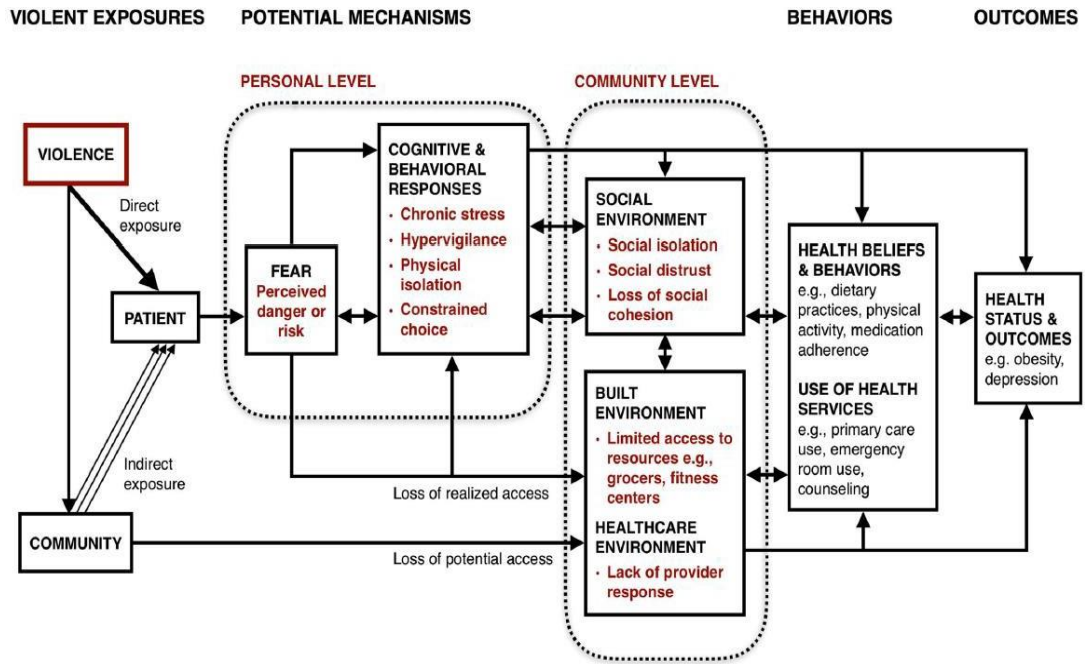 VIOLENT EXPOSURES
POTENTIAL MECHANISMS
BEHAVIORS
OUTCOMES
PERSONAL LEVEL
COMMUNITY LEVEL
VIOLENCE
Direct
exposure
PATIENT
Indirect
exposure
COMMUNITY
FEAR
Perceived
danger or
risk
COGNITIVE &
BEHAVIORAL
RESPONSES
· Chronic stress
· Hypervigilance
· Physical
isolation
· Constrained
choice
Loss of realized access
Loss of potential access
SOCIAL
ENVIRONMENT
· Social isolation
· Social distrust
· Loss of social
cohesion
BUILT
ENVIRONMENT
· Limited access to
resources e.g.,
grocers, fitness
centers
HEALTHCARE
ENVIRONMENT
· Lack of provider
response
HEALTH BELIEFS
& BEHAVIORS
e.g., dietary
practices, physical
activity, medication
adherence
USE OF HEALTH
SERVICES
e.g., primary care
use, emergency
room use,
counseling
HEALTH
STATUS &
OUTCOMES
e.g. obesity,
depression